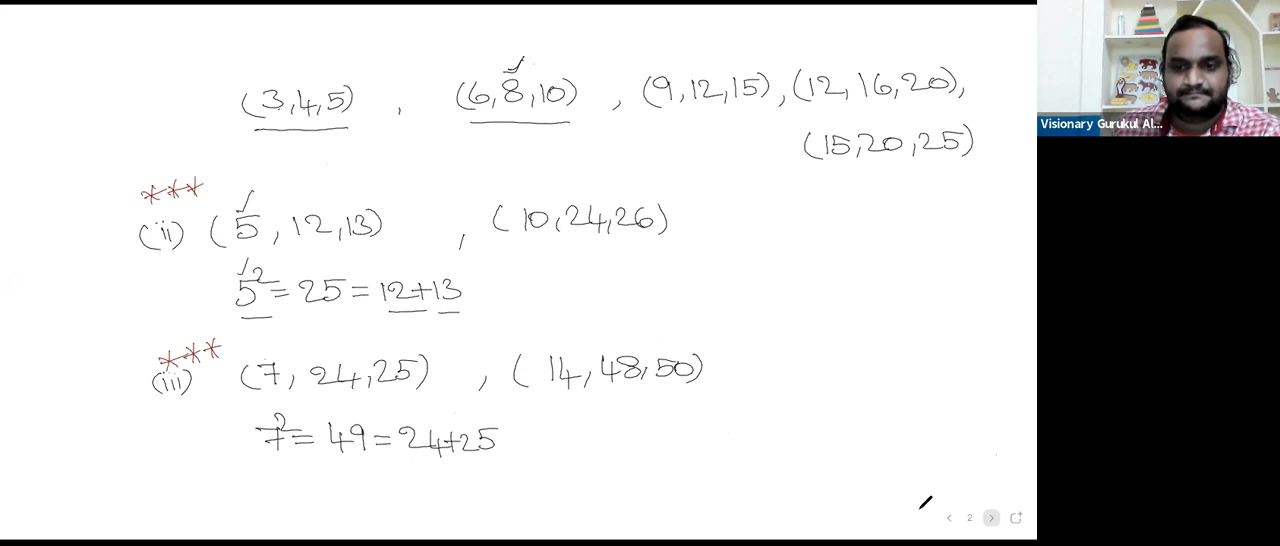 (3,4,5) , (6,8,10) , (9,12,15), (12,16,20),
(15,20,25)
***
(ii) (5, 12, 13) , (10, 24, 26)
5² = 25 = 12+13
***
(iii) (7, 24, 25) , (14, 48, 50)
7² = 49 = 24+25
2
Visionary Gurukul Al...